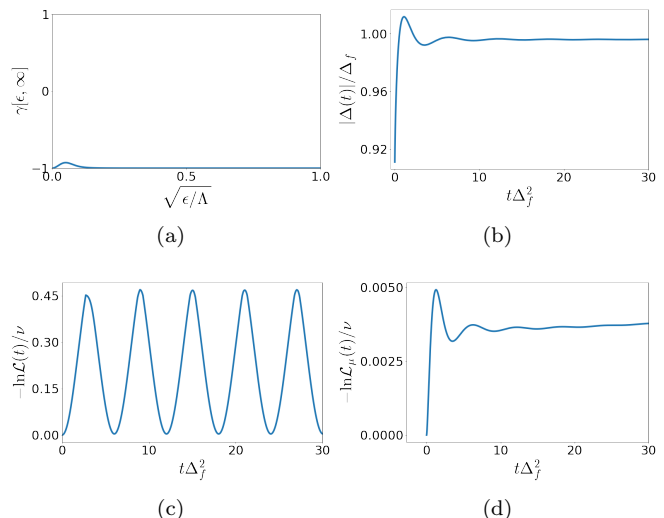 1
0
−1
γ[ϵ, ∞]
0.0 0.5 1.0
√ϵ/Λ
(a)
1.00
0.96
0.92
|Δ(t)|/Δ_f
0 10 20 30
tΔ_f^2
(b)
0.45
0.30
0.15
0.00
−lnℒ(t)/ν
0 10 20 30
tΔ_f^2
(c)
0.0050
0.0025
0.0000
−lnℒ_μ(t)/ν
0 10 20 30
tΔ_f^2
(d)